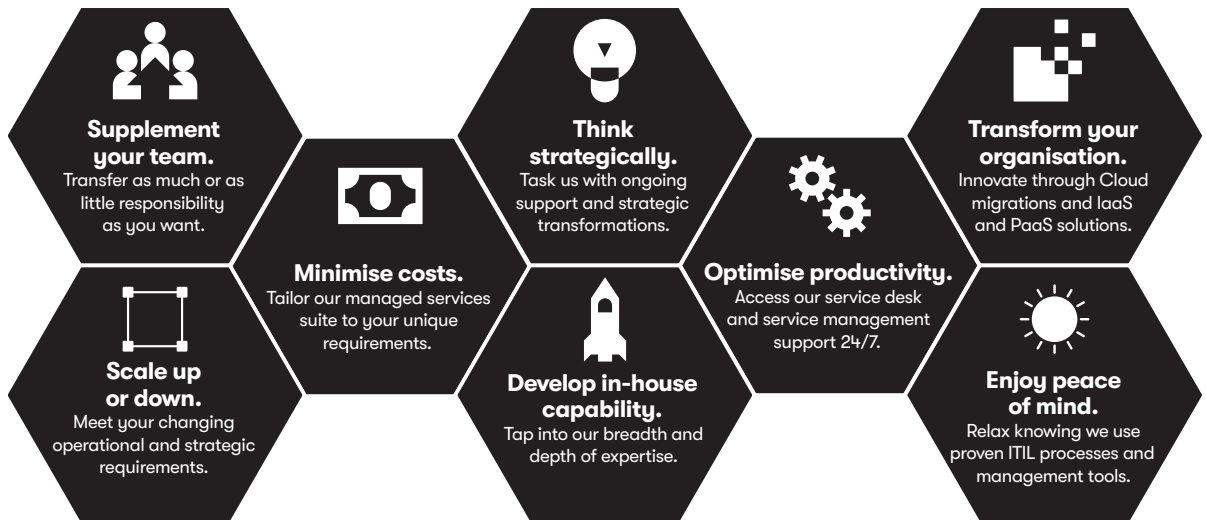 Supplement
your team.
Transfer as much or as
little responsibility
as you want.
Scale up
or down.
Meet your changing
operational and strategic
requirements.
Minimise costs.
Tailor our managed services
suite to your unique
requirements.
Think
strategically.
Task us with ongoing
support and strategic
transformations.
Develop in-house
capability.
Tap into our breadth and
depth of expertise.
Optimise productivity.
Access our service desk
and service management
support 24/7.
Transform your
organisation.
Innovate through Cloud
migrations and IaaS
and PaaS solutions.
Enjoy peace
of mind.
Relax knowing we use
proven ITIL processes and
management tools.